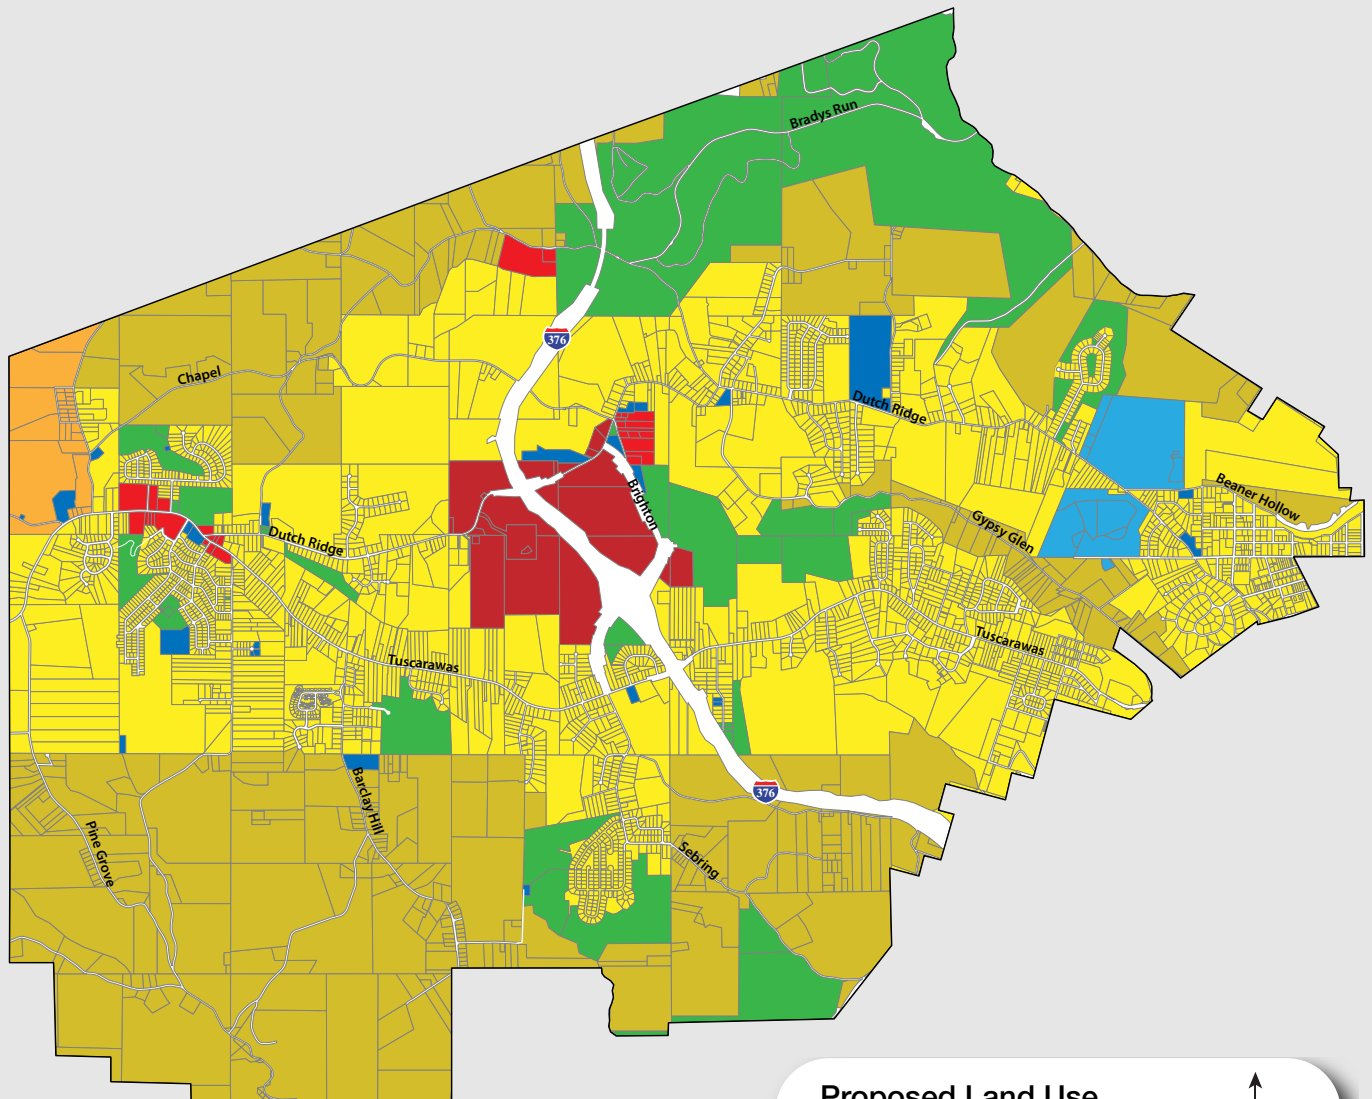 Bradys Run
376
Chapel
Dutch Ridge
Brighton
Beaner Hollow
Gypsy Glen
Dutch Ridge
Tuscarawas
Tuscarawas
376
Barclay Hill
Pine Grove
Sebring
Proposed Land Use